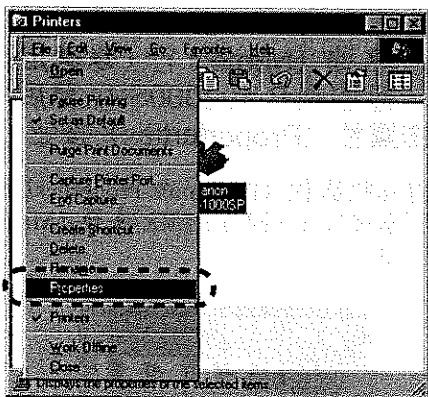 Printers
File Edit View Go Favorites Help
Open
Pause Printing
Set as Default
Purge Print Documents
Capture Printer Port...
End Capture...
Create Shortcut
Delete
Rename
Properties
Printers
Work Offline
Close
anon
-1000SP
Displays the properties of the selected items.